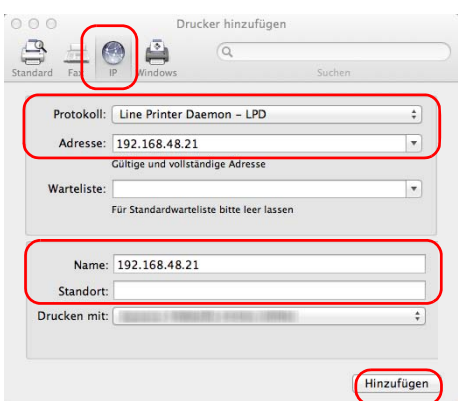 Drucker hinzufügen
Standard Fax IP Windows Suchen
Protokoll: Line Printer Daemon – LPD
Adresse: 192.168.48.21
Gültige und vollständige Adresse
Warteliste:
Für Standardwarteliste bitte leer lassen
Name: 192.168.48.21
Standort:
Drucken mit:
Hinzufügen